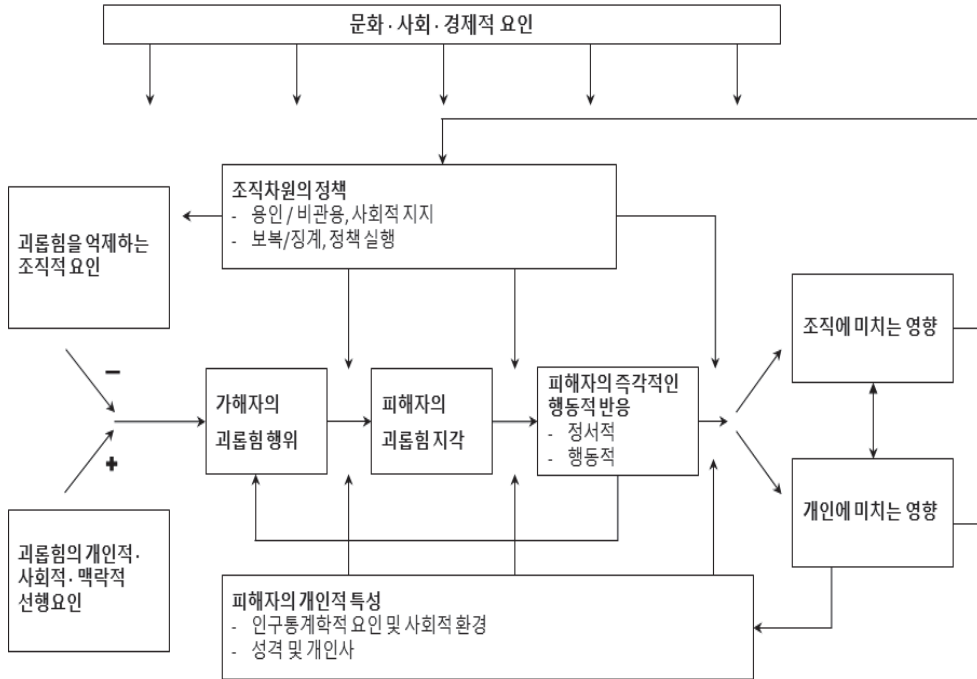 문화·사회·경제적 요인
조직차원의 정책
- 용인 / 비관용, 사회적 지지
- 보복/징계, 정책 실행
괴롭힘을 억제하는
조직적 요인
조직에 미치는 영향
–
가해자의
괴롭힘 행위
피해자의
괴롭힘 지각
피해자의 즉각적인
행동적 반응
- 정서적
- 행동적
+
개인에 미치는 영향
괴롭힘의 개인적·
사회적·맥락적
선행요인
피해자의 개인적 특성
- 인구통계학적 요인 및 사회적 환경
- 성격 및 개인사